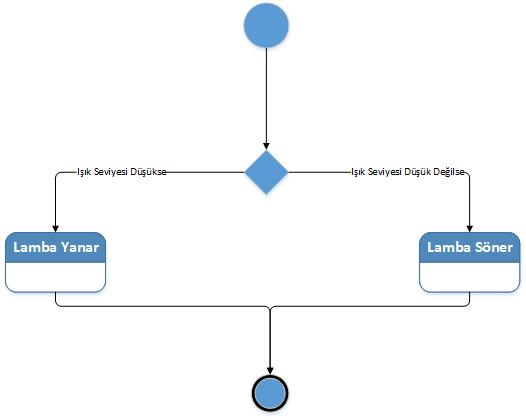 Işık Seviyesi Düşükse
Işık Seviyesi Düşük Değilse
Lamba Yanar
Lamba Söner